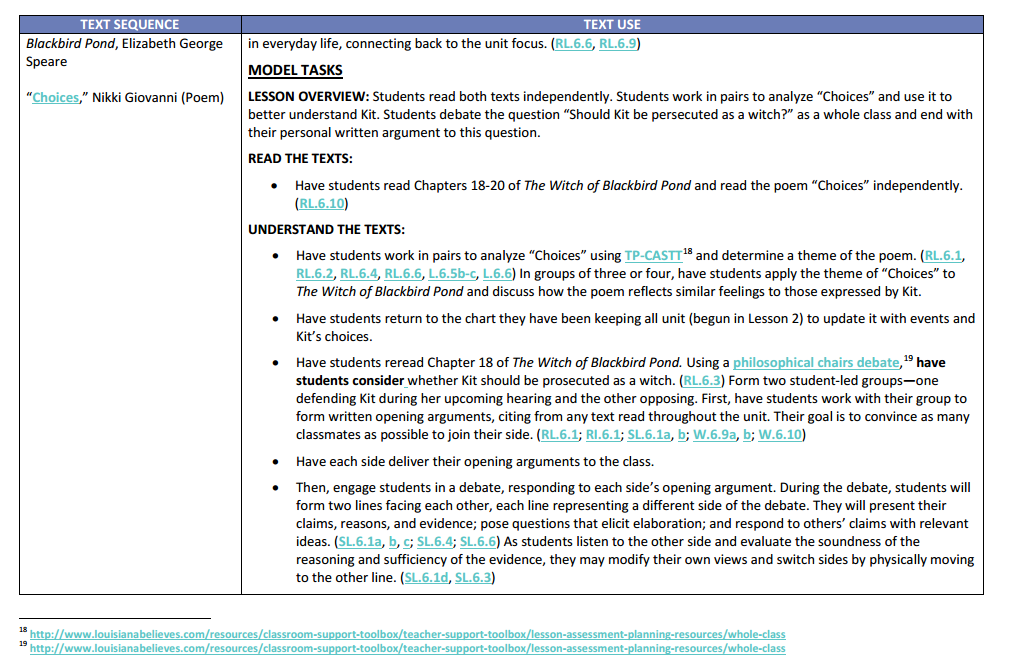 TEXT SEQUENCE
TEXT USE
Blackbird Pond, Elizabeth George
Speare
“Choices,” Nikki Giovanni (Poem)
in everyday life, connecting back to the unit focus. (RL.6.6, RL.6.9)
MODEL TASKS
LESSON OVERVIEW: Students read both texts independently. Students work in pairs to analyze “Choices” and use it to
better understand Kit. Students debate the question “Should Kit be persecuted as a witch?” as a whole class and end with
their personal written argument to this question.
READ THE TEXTS:
• Have students read Chapters 18-20 of The Witch of Blackbird Pond and read the poem “Choices” independently.
(RL.6.10)
UNDERSTAND THE TEXTS:
• Have students work in pairs to analyze “Choices” using TP-CASTT18 and determine a theme of the poem. (RL.6.1,
RL.6.2, RL.6.4, RL.6.6, L.6.5b-c, L.6.6) In groups of three or four, have students apply the theme of “Choices” to
The Witch of Blackbird Pond and discuss how the poem reflects similar feelings to those expressed by Kit.
• Have students return to the chart they have been keeping all unit (begun in Lesson 2) to update it with events and
Kit’s choices.
• Have students reread Chapter 18 of The Witch of Blackbird Pond. Using a philosophical chairs debate,19 have
students consider whether Kit should be prosecuted as a witch. (RL.6.3) Form two student-led groups—one
defending Kit during her upcoming hearing and the other opposing. First, have students work with their group to
form written opening arguments, citing from any text read throughout the unit. Their goal is to convince as many
classmates as possible to join their side. (RL.6.1; RI.6.1; SL.6.1a, b; W.6.9a, b; W.6.10)
• Have each side deliver their opening arguments to the class.
• Then, engage students in a debate, responding to each side’s opening argument. During the debate, students will
form two lines facing each other, each line representing a different side of the debate. They will present their
claims, reasons, and evidence; pose questions that elicit elaboration; and respond to others’ claims with relevant
ideas. (SL.6.1a, b, c; SL.6.4; SL.6.6) As students listen to the other side and evaluate the soundness of the
reasoning and sufficiency of the evidence, they may modify their own views and switch sides by physically moving
to the other line. (SL.6.1d, SL.6.3)
18 http://www.louisianabelieves.com/resources/classroom-support-toolbox/teacher-support-toolbox/lesson-assessment-planning-resources/whole-class
19 http://www.louisianabelieves.com/resources/classroom-support-toolbox/teacher-support-toolbox/lesson-assessment-planning-resources/whole-class